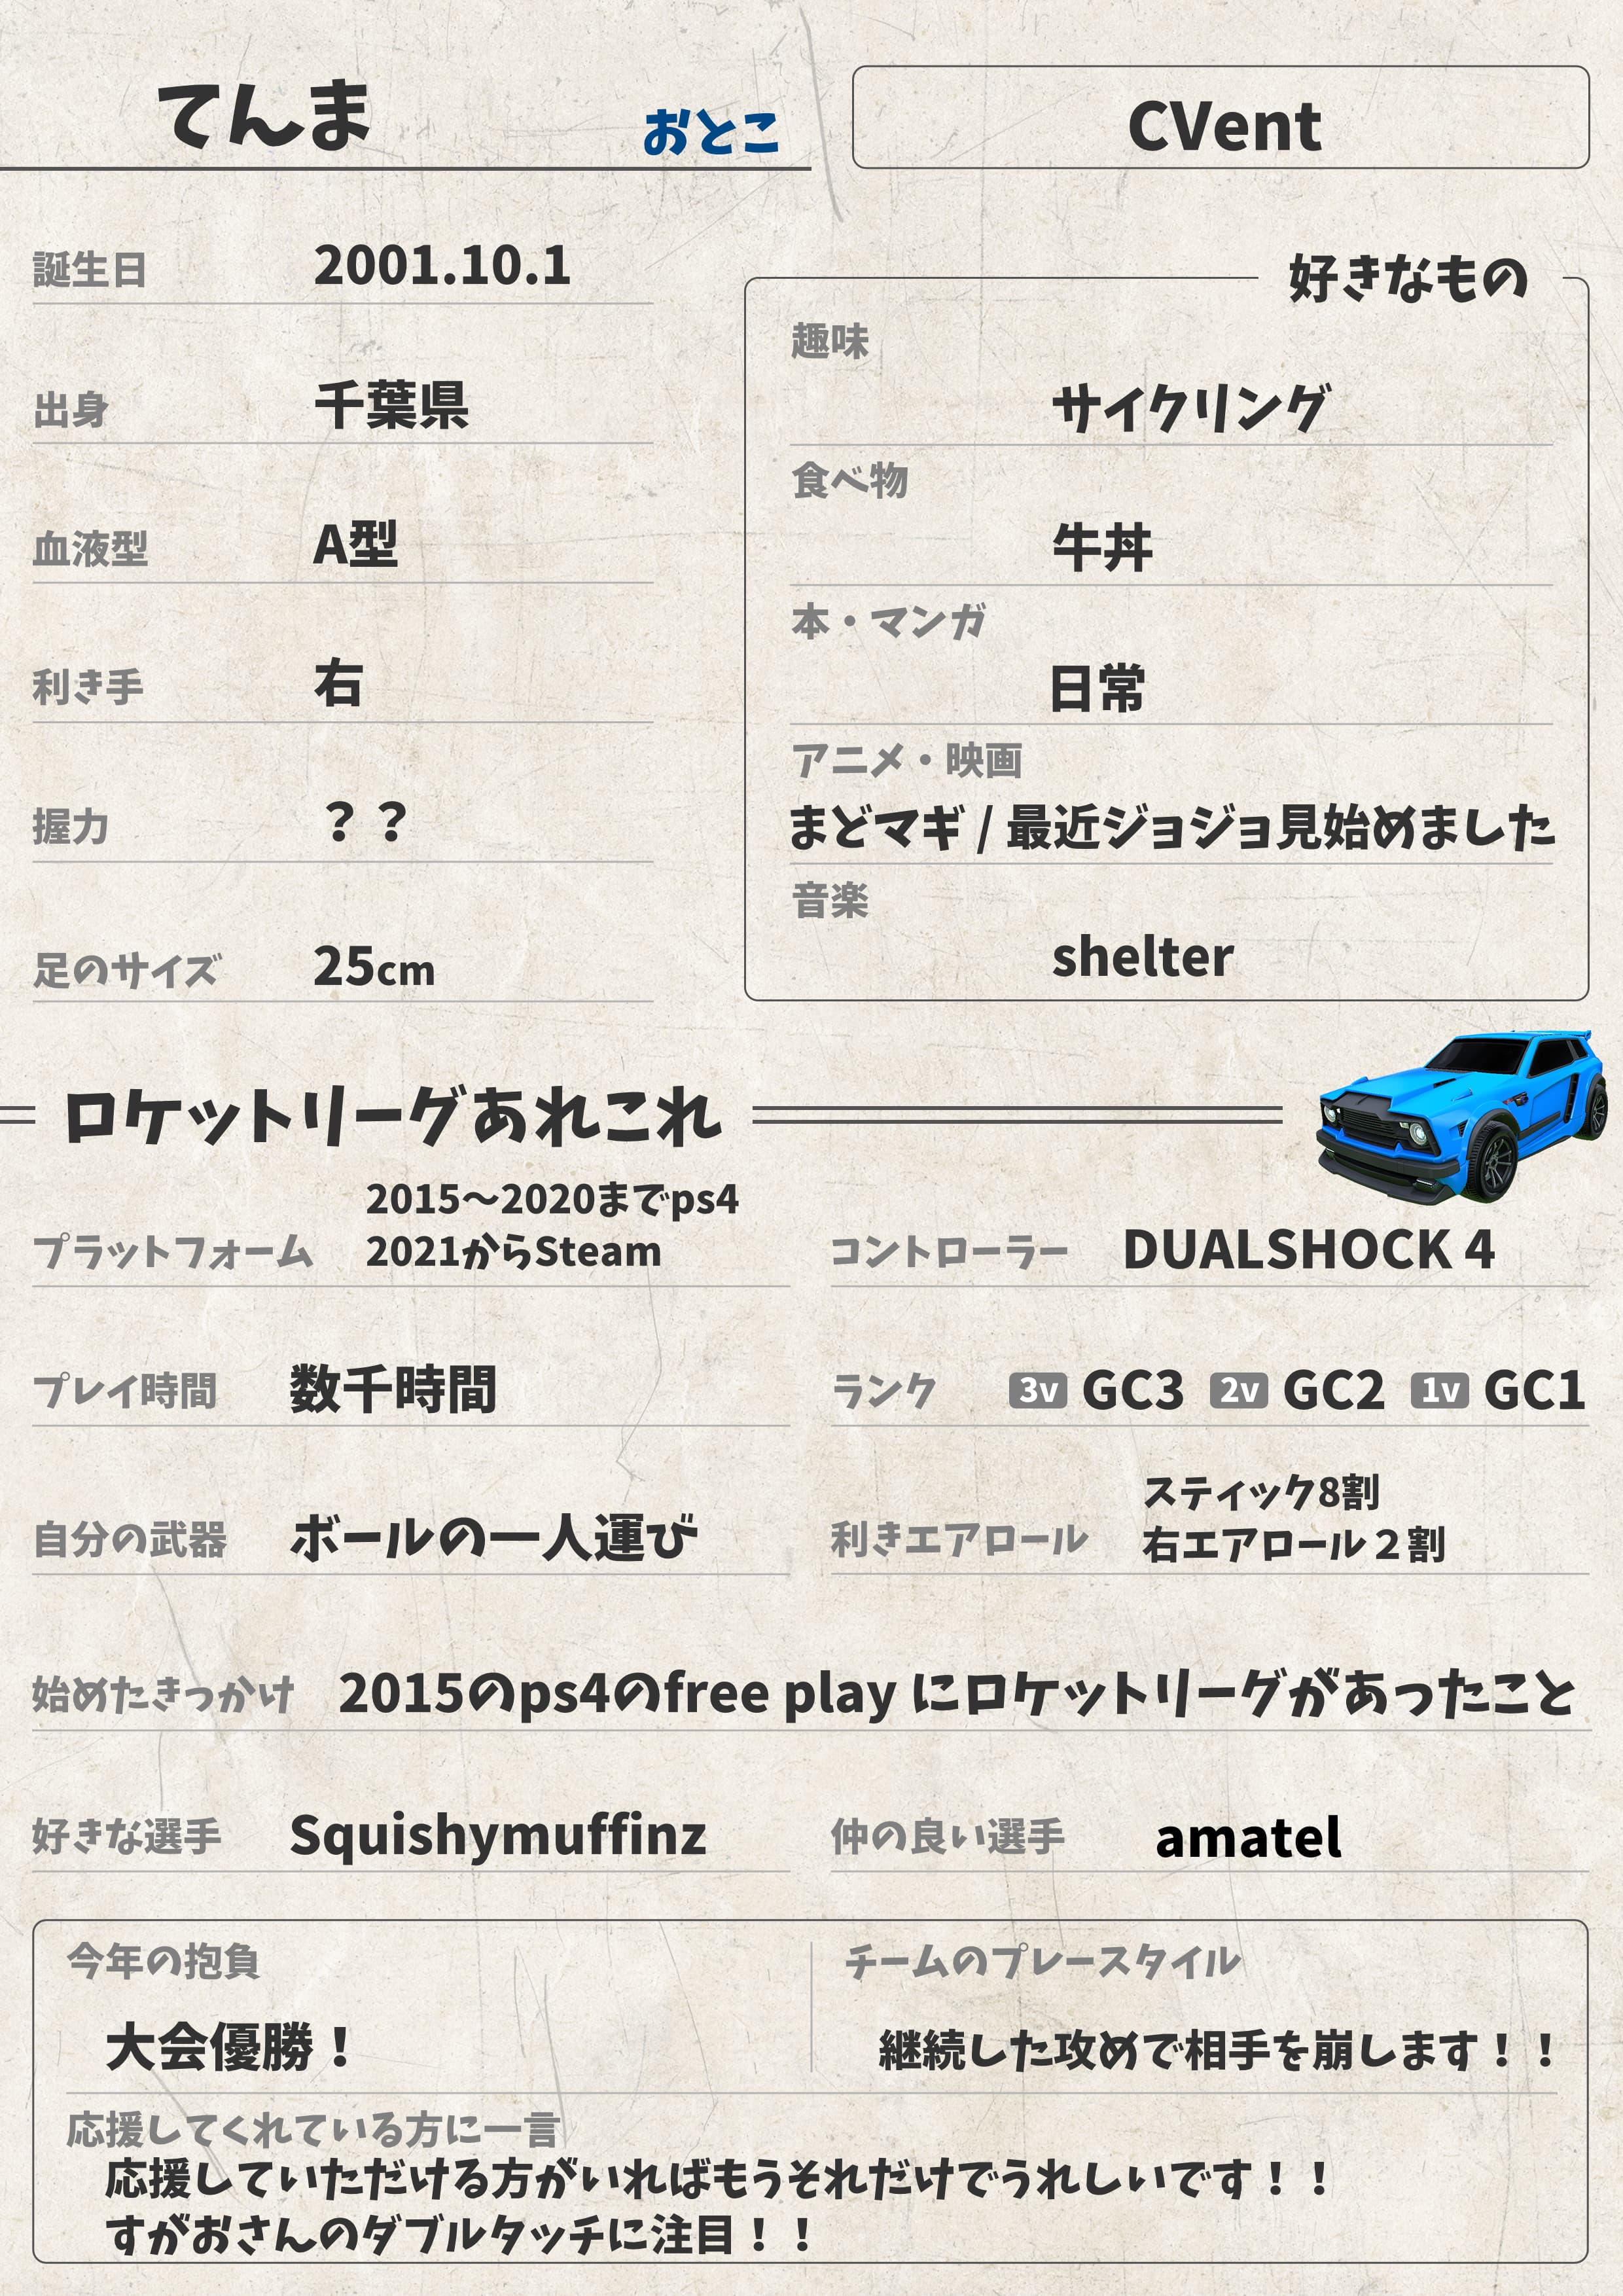 てんま
おとこ
CVent
誕生日 2001.10.1
出身 千葉県
血液型 A型
利き手 右
握力 ？？
足のサイズ 25cm
好きなもの
趣味
サイクリング
食べ物
牛丼
本・マンガ
日常
アニメ・映画
まどマギ / 最近ジョジョ見始めました
音楽
shelter
ロケットリーグあれこれ
プラットフォーム
2015～2020までps4
2021からSteam
コントローラー DUALSHOCK 4
プレイ時間 数千時間
ランク 3v GC3 2v GC2 1v GC1
自分の武器 ボールの一人運び
利きエアロール
スティック8割
右エアロール２割
始めたきっかけ 2015のps4のfree play にロケットリーグがあったこと
好きな選手 Squishymuffinz
仲の良い選手 amatel
今年の抱負
大会優勝！
チームのプレースタイル
継続した攻めで相手を崩します！！
応援してくれている方に一言
応援していただける方がいればもうそれだけでうれしいです！！
すがおさんのダブルタッチに注目！！